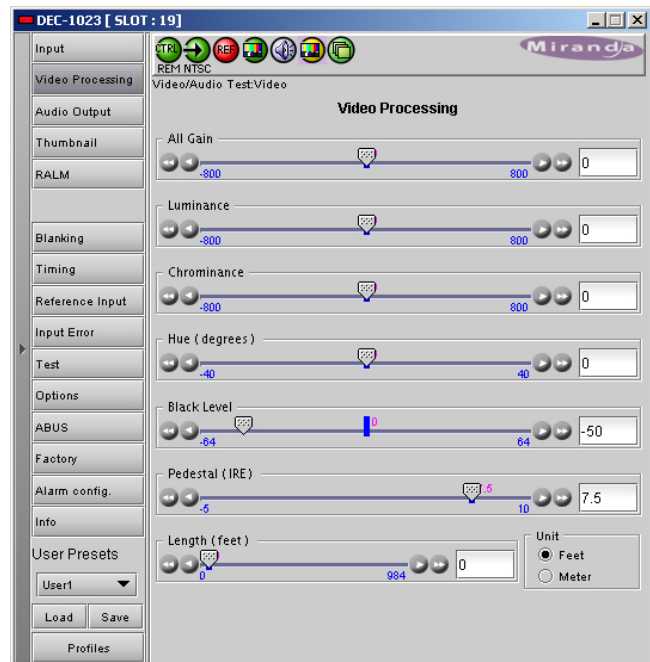 DEC-1023 [ SLOT : 19]
Input
Video Processing
Audio Output
Thumbnail
RALM
Blanking
Timing
Reference Input
Input Error
Test
Options
ABUS
Factory
Alarm config.
Info
User Presets
User1
Load Save
Profiles
CTRL REF
REM NTSC
Miranda
Video/Audio Test:Video
Video Processing
All Gain
-800 800 0
Luminance
-800 800 0
Chrominance
-800 800 0
Hue ( degrees )
-40 40 0
Black Level
0
-64 64 -50
Pedestal ( IRE )
.5
-5 10 7.5
Length ( feet )
0 984 0
Unit
Feet
Meter